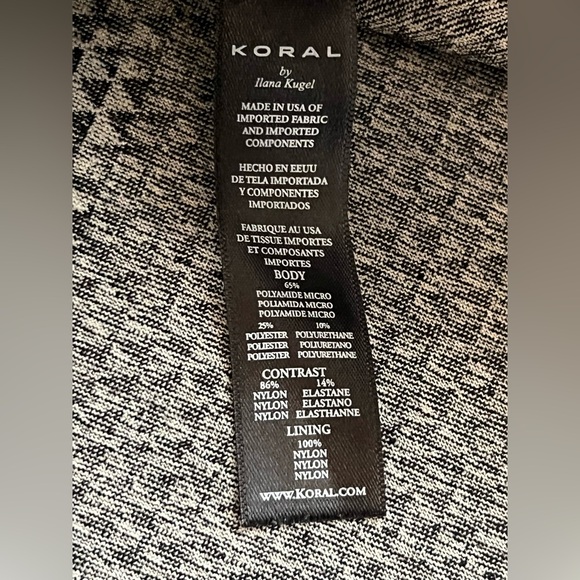 KORAL
by
Ilana Kugel
MADE IN USA OF
IMPORTED FABRIC
AND IMPORTED
COMPONENTS
HECHO EN EEUU
DE TELA IMPORTADA
Y COMPONENTES
IMPORTADOS
FABRIQUE AU USA
DE TISSUE IMPORTES
ET COMPOSANTS
IMPORTES
BODY
65%
POLYAMIDE MICRO
POLIAMIDA MICRO
POLYAMIDE MICRO
25% 10%
POLYESTER POLYURETHANE
POLIESTER POLIURETANO
POLYESTER POLYURETHANE
CONTRAST
86% 14%
NYLON ELASTANE
NYLON ELASTANO
NYLON ELASTHANNE
LINING
100%
NYLON
NYLON
NYLON
WWW.KORAL.COM